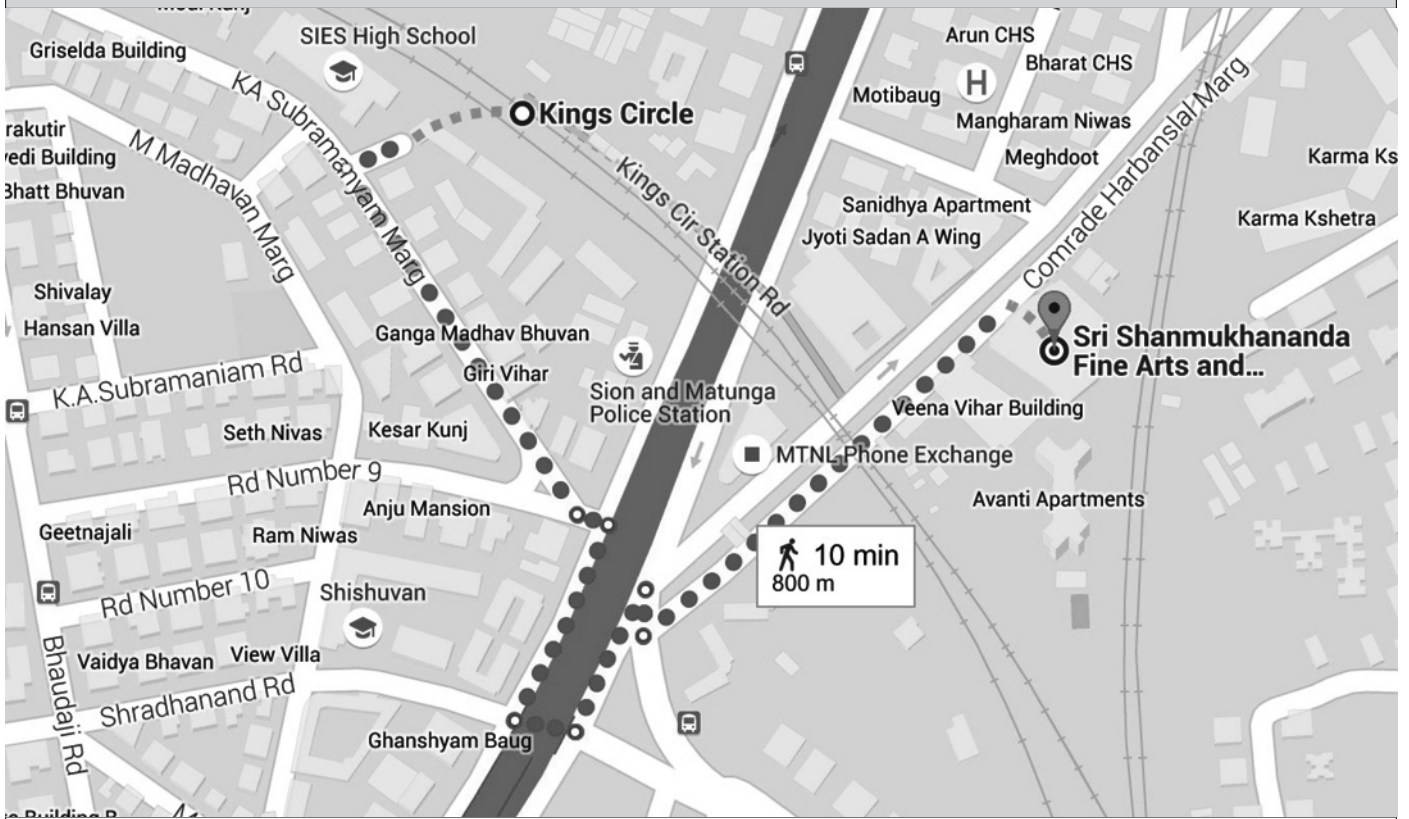 SIES High School
Griselda Building
KA Subramanyam Marg
Arun CHS
Bharat CHS
H
Motibaug
Mangharam Niwas
Meghdoot
Karma Ks
Kings Circle
rakutir
vedi Building
Bhatt Bhuvan
M Madhavan Marg
Kings Cir Station Rd
Comrade Harbanslal Marg
Sanidhya Apartment
Jyoti Sadan A Wing
Karma Kshetra
Shivalay
Hansan Villa
Ganga Madhav Bhuvan
Giri Vihar
Sion and Matunga
Police Station
Sri Shanmukhananda
Fine Arts and...
K.A.Subramaniam Rd
Seth Nivas
Kesar Kunj
Veena Vihar Building
MTNL Phone Exchange
Rd Number 9
Anju Mansion
Avanti Apartments
Geetnajali
Ram Niwas
10 min
800 m
Rd Number 10
Shishuvan
Bhaudaji Rd
Vaidya Bhavan
View Villa
Shradhanand Rd
Ghanshyam Baug